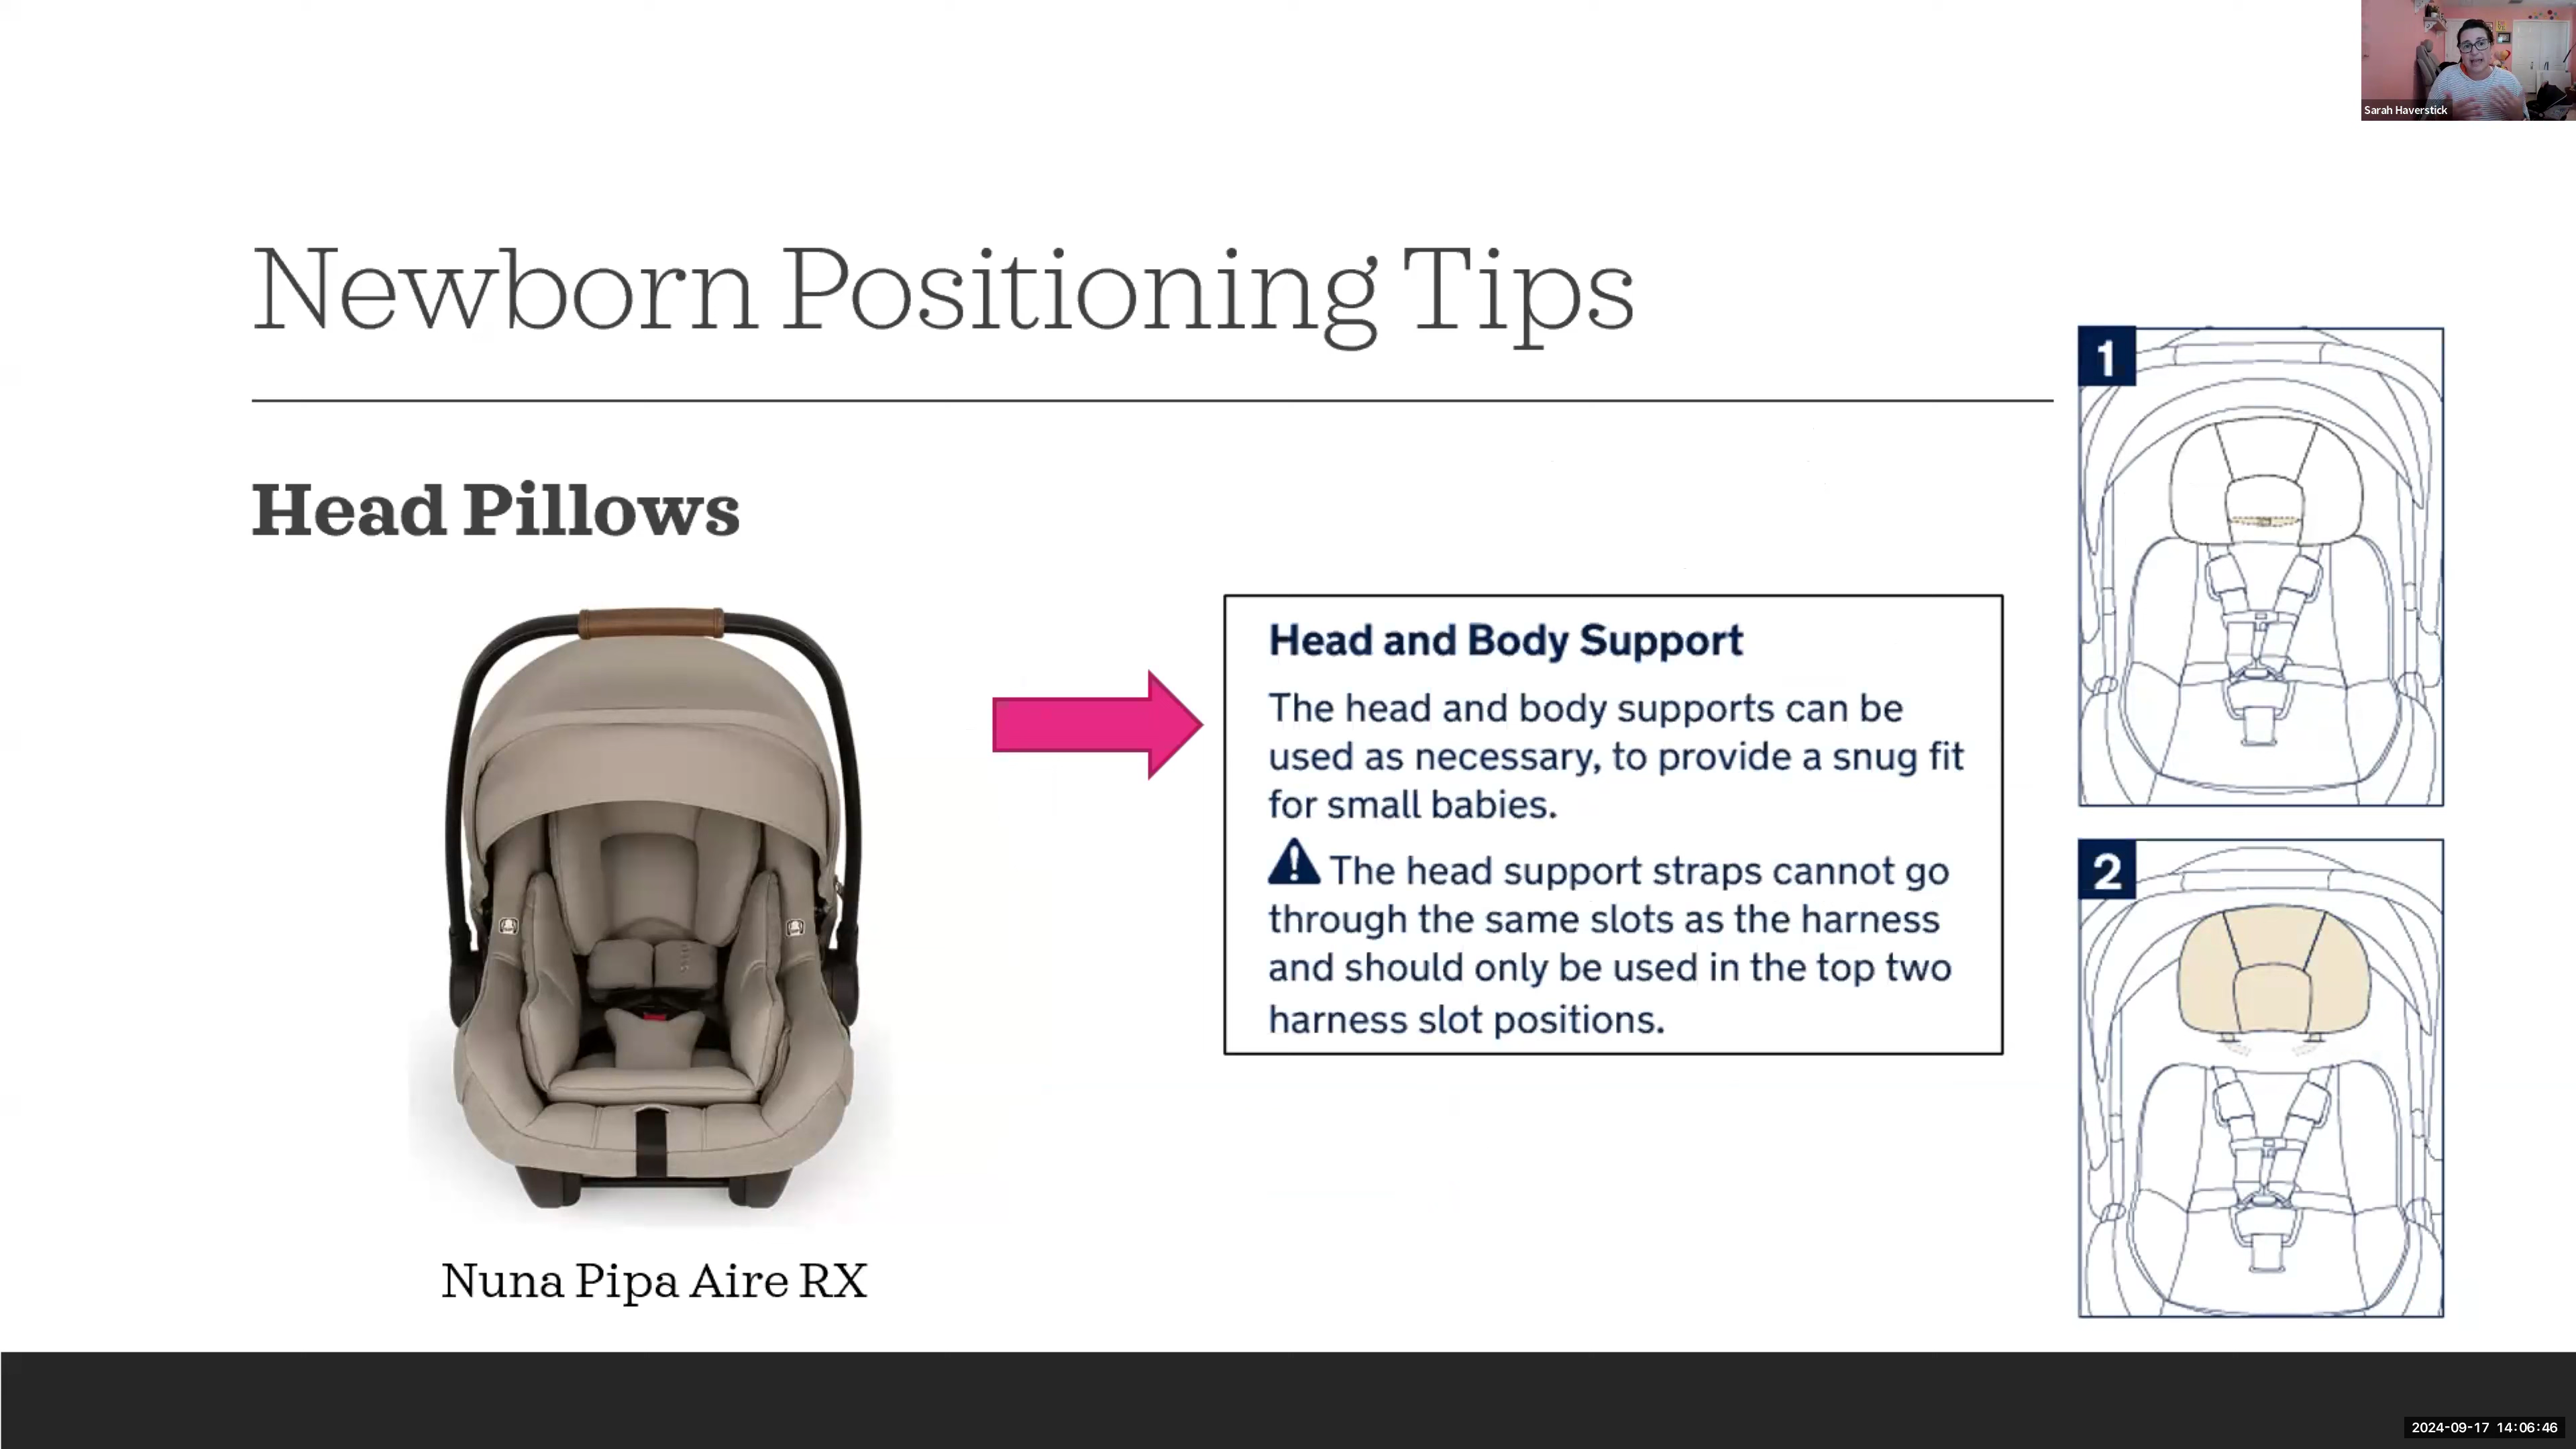 Sarah Haverstick
Newborn Positioning Tips
1
Head Pillows
Head and Body Support
The head and body supports can be
used as necessary, to provide a snug fit
for small babies.
The head support straps cannot go
through the same slots as the harness
and should only be used in the top two
harness slot positions.
2
Nuna Pipa Aire RX
2024-09-17 14:06:46